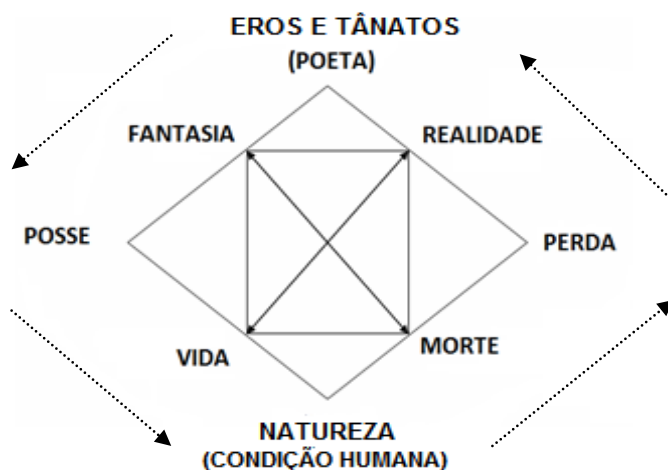 EROS E TÂNATOS
(POETA)
FANTASIA
REALIDADE
POSSE
PERDA
VIDA
MORTE
NATUREZA
(CONDIÇÃO HUMANA)